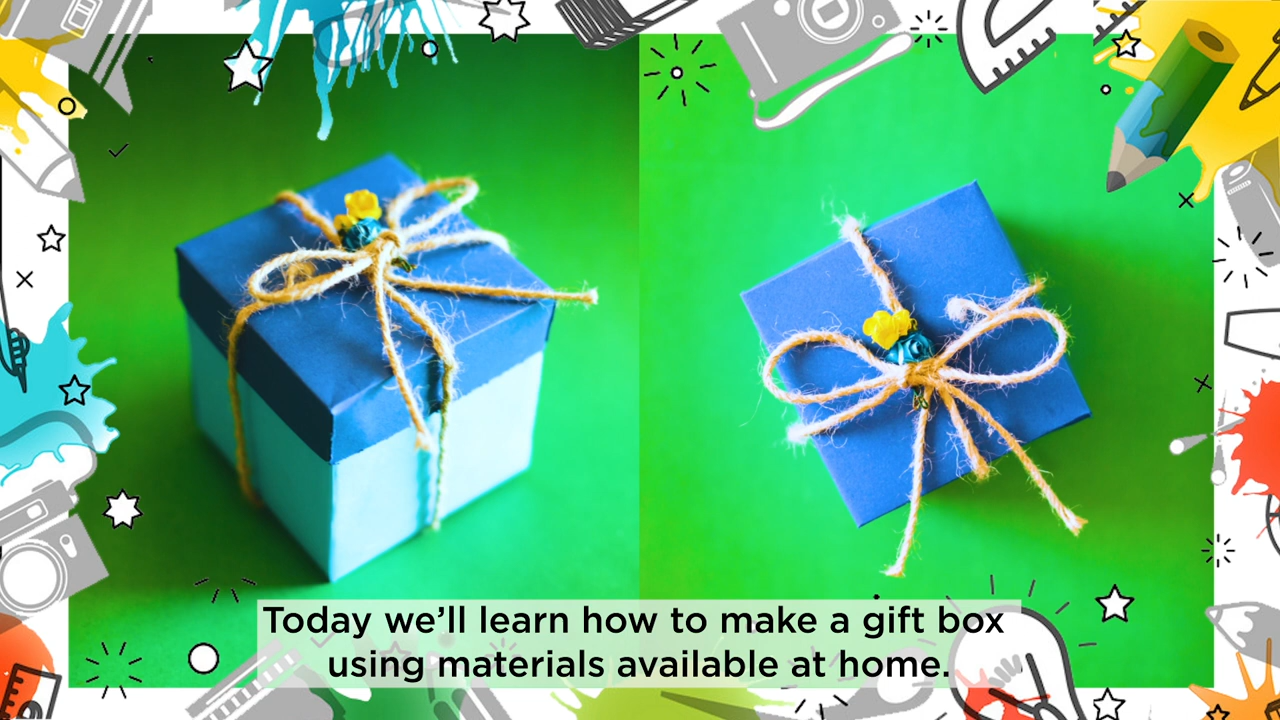 Today we’ll learn how to make a gift box
using materials available at home.